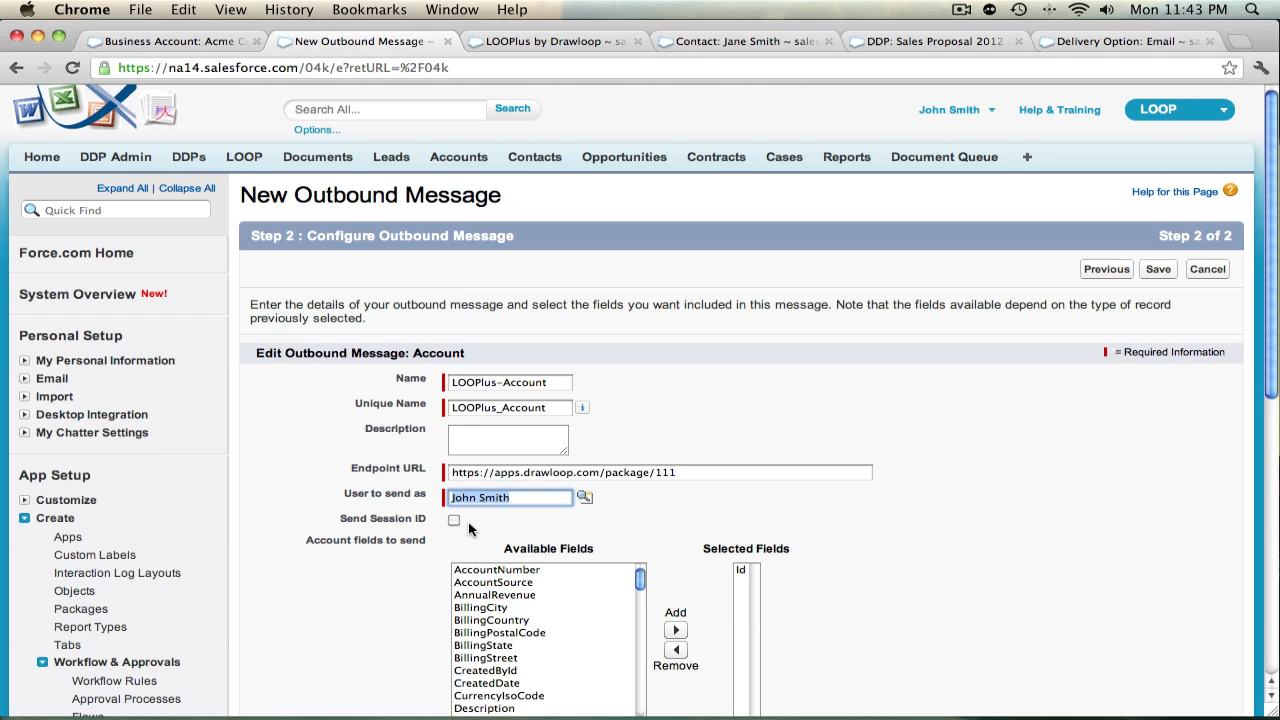 Chrome File Edit View History Bookmarks Window Help Mon 11:43 PM
Business Account: Acme C New Outbound Message ~ LOOPlus by Drawloop ~ sa Contact: Jane Smith ~ sales DDP: Sales Proposal 2012 Delivery Option: Email ~ sa
https://na14.salesforce.com/04k/e?retURL=%2F04k
Search All... Search
Options...
John Smith Help & Training LOOP
Home DDP Admin DDPs LOOP Documents Leads Accounts Contacts Opportunities Contracts Cases Reports Document Queue +
Expand All | Collapse All
Quick Find
Force.com Home
System Overview New!
Personal Setup
My Personal Information
Email
Import
Desktop Integration
My Chatter Settings
App Setup
Customize
Create
Apps
Custom Labels
Interaction Log Layouts
Objects
Packages
Report Types
Tabs
Workflow & Approvals
Workflow Rules
Approval Processes
Flows
New Outbound Message
Help for this Page ?
Step 2 : Configure Outbound Message Step 2 of 2
Previous Save Cancel
Enter the details of your outbound message and select the fields you want included in this message. Note that the fields available depend on the type of record
previously selected.
Edit Outbound Message: Account = Required Information
Name LOOPlus-Account
Unique Name LOOPlus_Account i
Description
Endpoint URL https://apps.drawloop.com/package/111
User to send as John Smith
Send Session ID
Account fields to send
Available Fields Selected Fields
AccountNumber
AccountSource
AnnualRevenue
BillingCity
BillingCountry
BillingPostalCode
BillingState
BillingStreet
CreatedById
CreatedDate
CurrencyIsoCode
Description
Add
Remove
Id